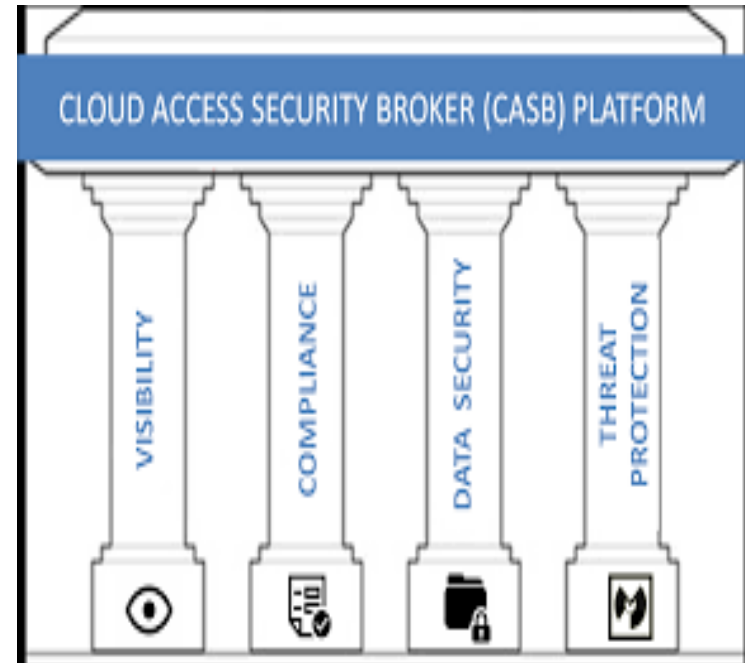 CLOUD ACCESS SECURITY BROKER (CASB) PLATFORM
VISIBILITY
COMPLIANCE
DATA SECURITY
THREAT
PROTECTION